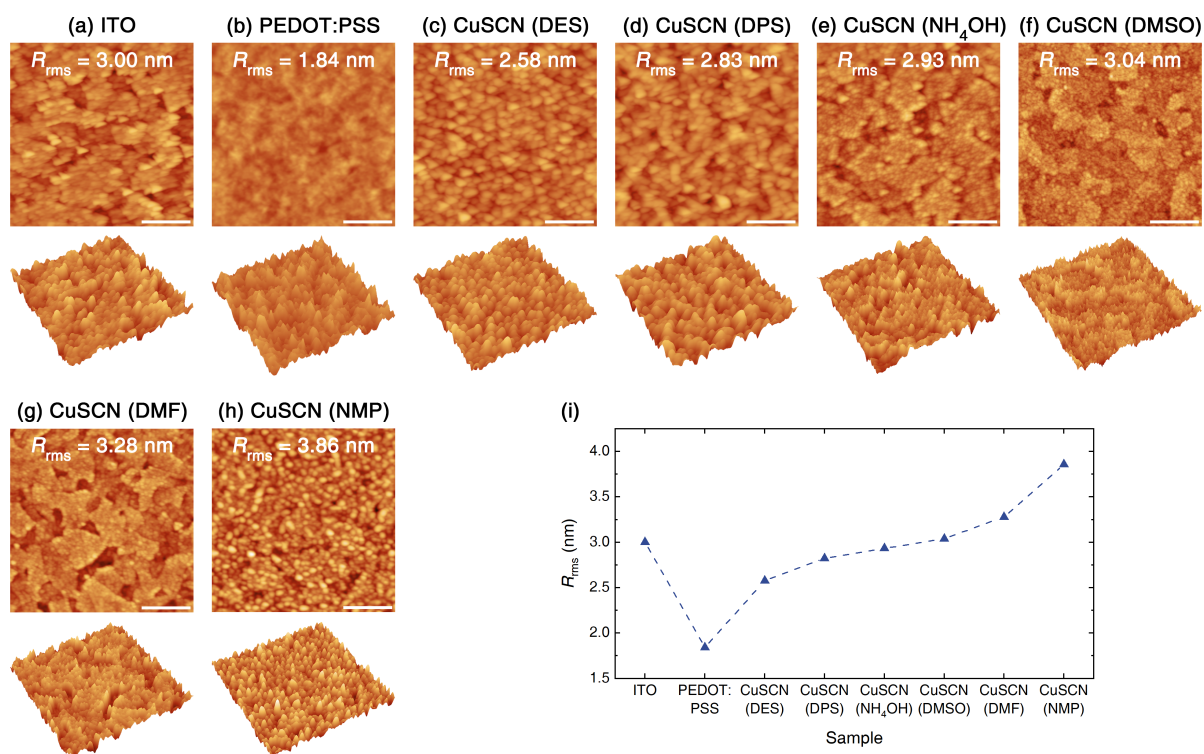 (a) ITO
(b) PEDOT:PSS
(c) CuSCN (DES)
(d) CuSCN (DPS)
(e) CuSCN (NH₄OH)
(f) CuSCN (DMSO)
Rrms = 3.00 nm
Rrms = 1.84 nm
Rrms = 2.58 nm
Rrms = 2.83 nm
Rrms = 2.93 nm
Rrms = 3.04 nm
(g) CuSCN (DMF)
(h) CuSCN (NMP)
Rrms = 3.28 nm
Rrms = 3.86 nm
(i)
4.0
3.5
3.0
2.5
2.0
1.5
Rrms (nm)
ITO
PEDOT:
PSS
CuSCN
(DES)
CuSCN
(DPS)
CuSCN
(NH₄OH)
CuSCN
(DMSO)
CuSCN
(DMF)
CuSCN
(NMP)
Sample